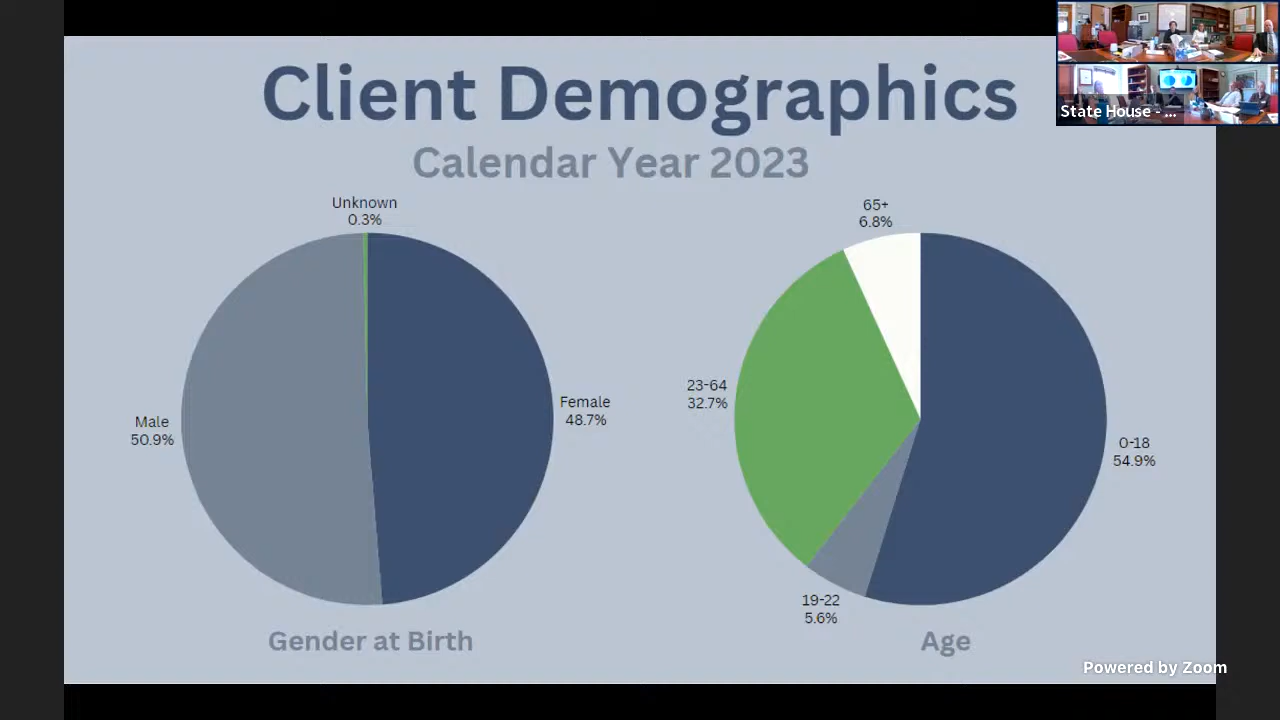 Client Demographics
Calendar Year 2023
Unknown
0.3%
Male
50.9%
Female
48.7%
Gender at Birth
65+
6.8%
23-64
32.7%
0-18
54.9%
19-22
5.6%
Age
State House - ...
Powered by Zoom